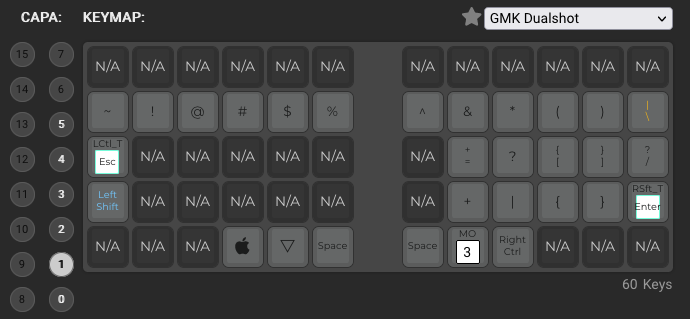 CAPA: KEYMAP: GMK Dualshot
15 7 N/A N/A N/A N/A N/A N/A N/A N/A N/A N/A N/A N/A
14 6 ~ ! @ # $ % ^ & * ( ) | \
13 5
12 4 LCtl_T Esc N/A N/A N/A N/A N/A N/A + = ? { [ } ] ? /
11 3 Left Shift N/A N/A N/A N/A N/A N/A + | { } RSft_T Enter
10 2
9 1 N/A N/A N/A ▽ Space Space MO 3 Right Ctrl N/A N/A N/A
8 0
60 Keys